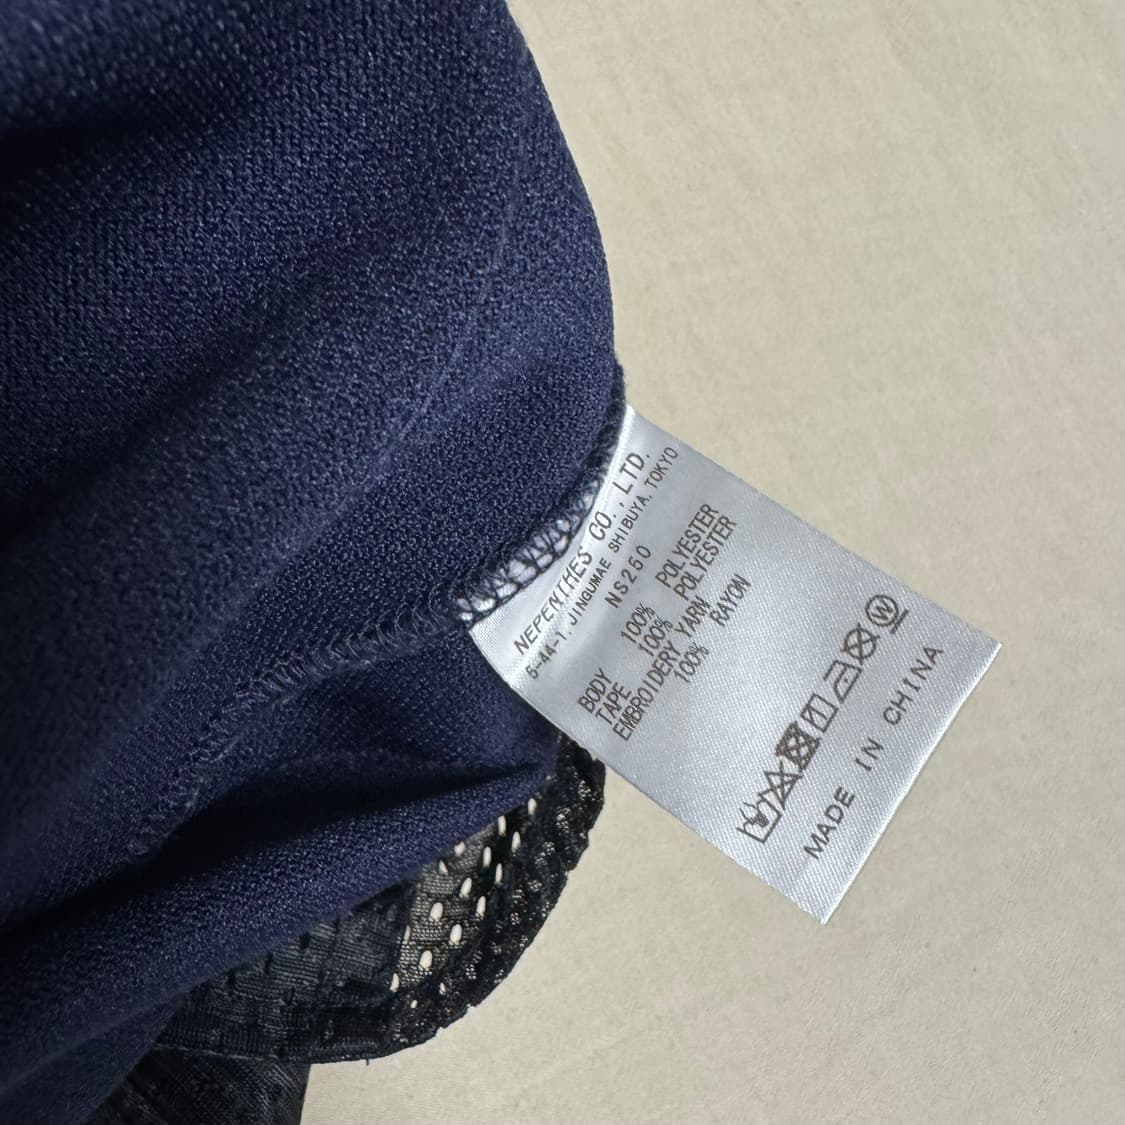 NEPENTHES CO.,LTD.
5-44-1, JINGUMAE SHIBUYA, TOKYO
NS250
BODY 100% POLYESTER
TAPE 100% POLYESTER
EMBROIDERY YARN
100% RAYON
W
MADE IN CHINA